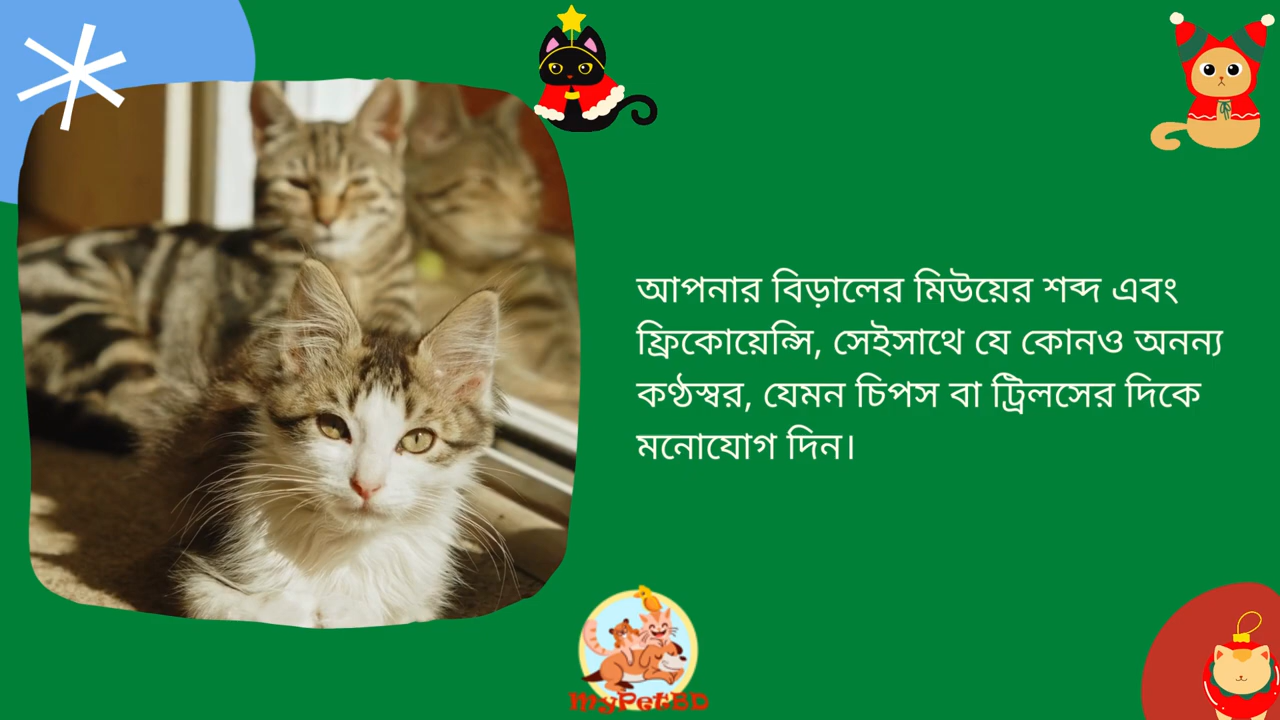 আপনার বিড়ালের মিউয়ের শব্দ এবং
ফ্রিকোয়েন্সি, সেইসাথে যে কোনও অনন্য
কণ্ঠস্বর, যেমন চিপস বা ট্রিলসের দিকে
মনোযোগ দিন।
MyPetBD